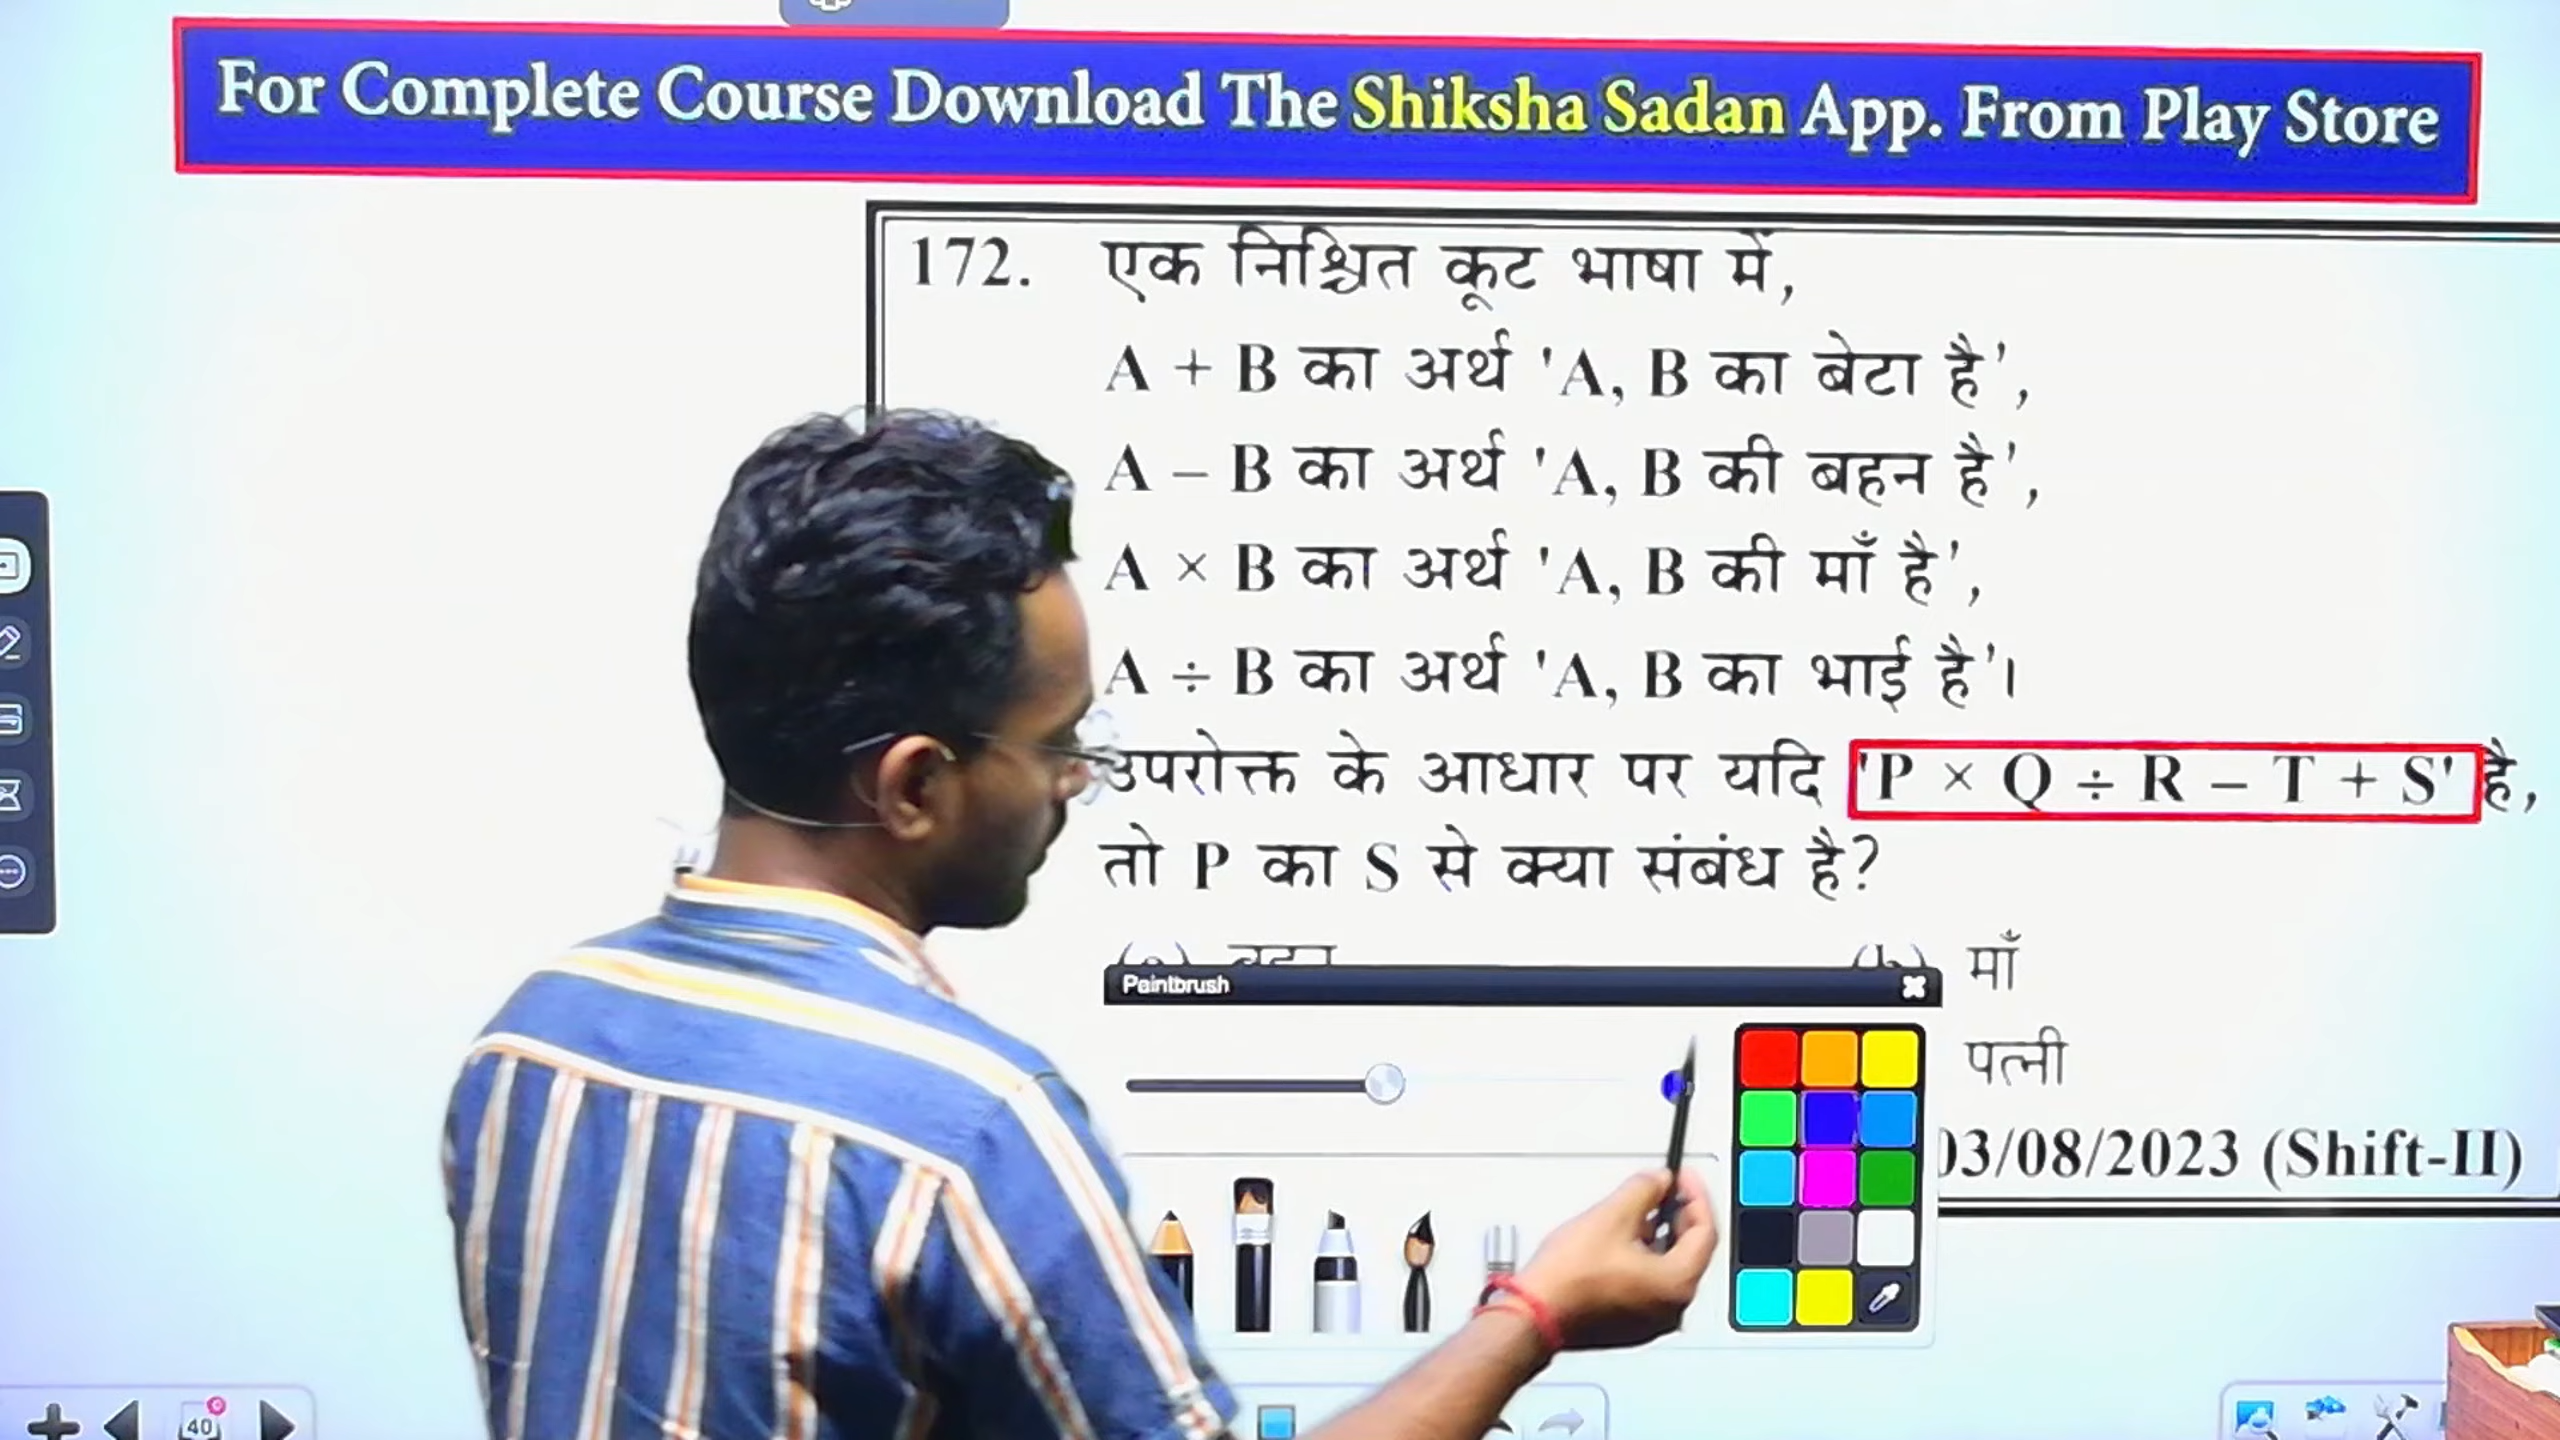 For Complete Course Download The Shiksha Sadan App. From Play Store
172. एक निश्चित कूट भाषा में,
A + B का अर्थ 'A, B का बेटा है',
A – B का अर्थ 'A, B की बहन है',
A × B का अर्थ 'A, B की माँ है',
A ÷ B का अर्थ 'A, B का भाई है'।
उपरोक्त के आधार पर यदि 'P × Q ÷ R – T + S' है,
तो P का S से क्या संबंध है?
माँ
Paintbrush
पत्नी
03/08/2023 (Shift-II)
40